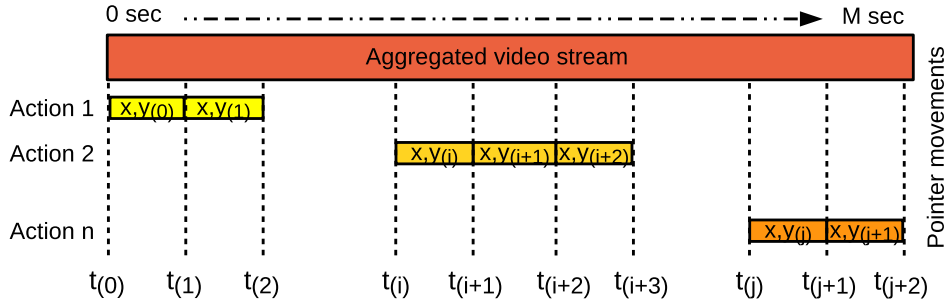 0 sec M sec
Aggregated video stream
Action 1 x,y(0) x,y(1)
Action 2 x,y(i) x,y(i+1) x,y(i+2)
Action n x,y(j) x,y(j+1)
t(0) t(1) t(2) t(i) t(i+1) t(i+2) t(i+3) t(j) t(j+1) t(j+2)
Pointer movements